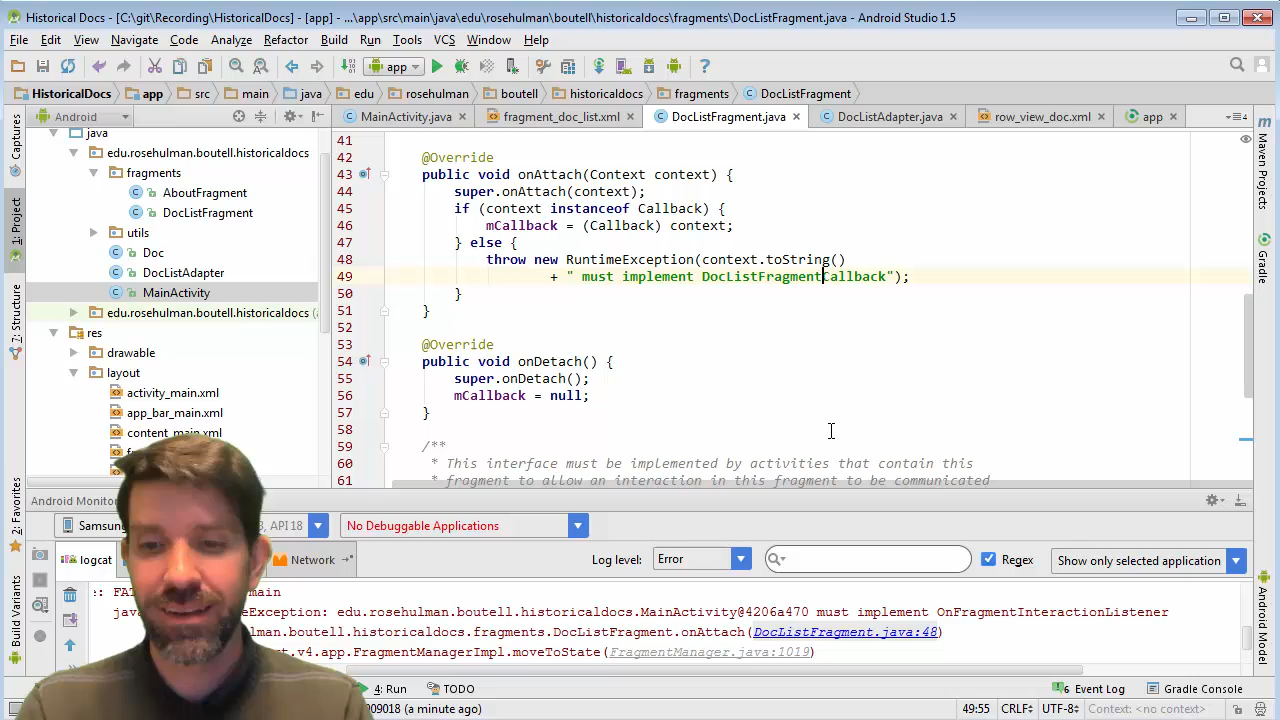 HistoricalDocs - [C:\git\Recording\HistoricalDocs] - [app] - ...\app\src\main\java\edu\rosehulman\boutell\historicaldocs\fragments\DocListFragment.java - Android Studio 1.5
File Edit View Navigate Code Analyze Refactor Build Run Tools VCS Window Help
app
HistoricalDocs app src main java edu rosehulman boutell historicaldocs fragments DocListFragment
Android
MainActivity.java fragment_doc_list.xml DocListFragment.java DocListAdapter.java row_view_doc.xml app
Captures
1: Project
7: Structure
2: Favorites
Build Variants
java
edu.rosehulman.boutell.historicaldocs
fragments
AboutFragment
DocListFragment
utils
Doc
DocListAdapter
MainActivity
edu.rosehulman.boutell.historicaldocs (
res
drawable
layout
activity_main.xml
app_bar_main.xml
content_main.xml
41
42 @Override
43 public void onAttach(Context context) {
44 super.onAttach(context);
45 if (context instanceof Callback) {
46 mCallback = (Callback) context;
47 } else {
48 throw new RuntimeException(context.toString()
49 + " must implement DocListFragmentCallback");
50 }
51 }
52
53 @Override
54 public void onDetach() {
55 super.onDetach();
56 mCallback = null;
57 }
58
59 /**
60 * This interface must be implemented by activities that contain this
61 * fragment to allow an interaction in this fragment to be communicated
Maven Projects
Gradle
Android Model
Android Monitor
Samsung , API 18 No Debuggable Applications
logcat Network Log level: Error Regex Show only selected application
:: FA main
jav eException: edu.rosehulman.boutell.historicaldocs.MainActivity@4206a470 must implement OnFragmentInteractionListener
lman.boutell.historicaldocs.fragments.DocListFragment.onAttach(DocListFragment.java:48)
.v4.app.FragmentManagerImpl.moveToState(FragmentManager.java:1019)
4: Run TODO 6 Event Log Gradle Console
009018 (a minute ago) 49:55 CRLF UTF-8 Context: <no context>